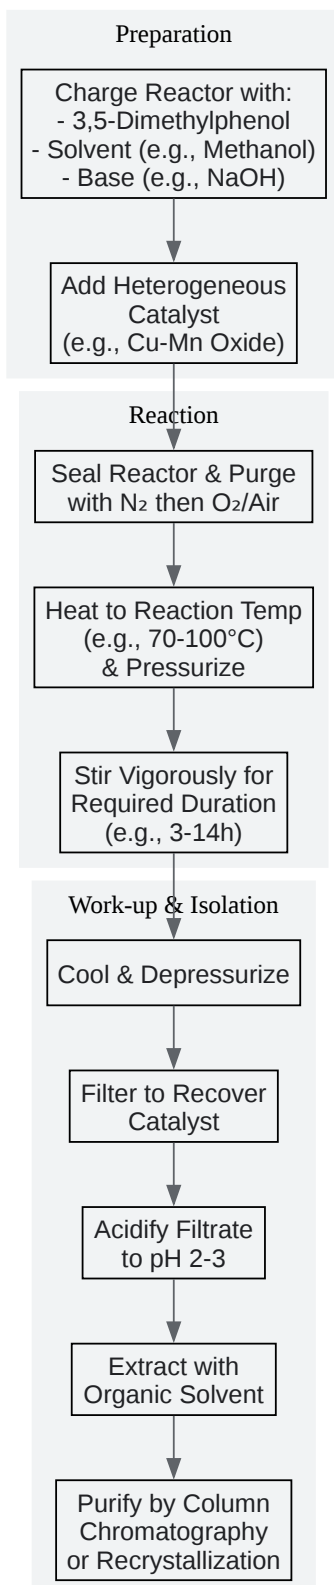 Preparation
Charge Reactor with:
- 3,5-Dimethylphenol
- Solvent (e.g., Methanol)
- Base (e.g., NaOH)
Add Heterogeneous
Catalyst
(e.g., Cu-Mn Oxide)
Reaction
Seal Reactor & Purge
with N₂ then O₂/Air
Heat to Reaction Temp
(e.g., 70-100°C)
& Pressurize
Stir Vigorously for
Required Duration
(e.g., 3-14h)
Work-up & Isolation
Cool & Depressurize
Filter to Recover
Catalyst
Acidify Filtrate
to pH 2-3
Extract with
Organic Solvent
Purify by Column
Chromatography
or Recrystallization